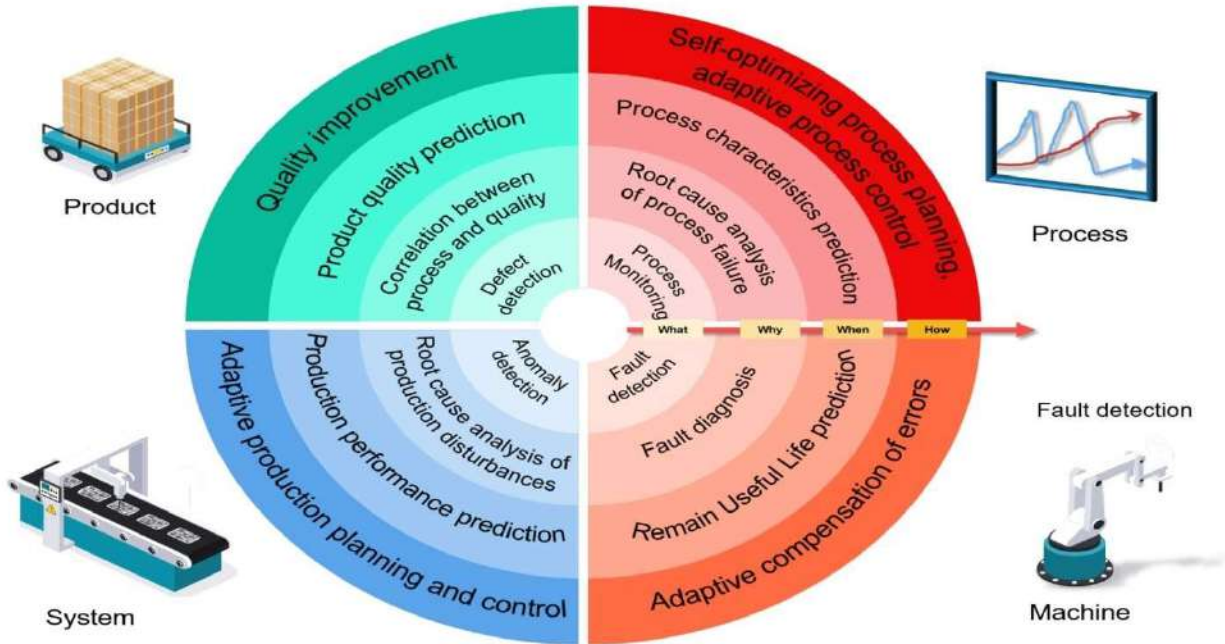 Product
Quality improvement
Product quality prediction
Correlation between
process and quality
Defect
detection
Self-optimizing process planning,
adaptive process control
Process characteristics prediction
Root cause analysis
of process failure
Process
Monitoring
Process
What
Why
When
How
System
Adaptive production planning and control
Production performance prediction
Root cause analysis of
production disturbances
Anomaly
detection
Fault
detection
Fault diagnosis
Remain Useful Life prediction
Adaptive compensation of errors
Fault detection
Machine